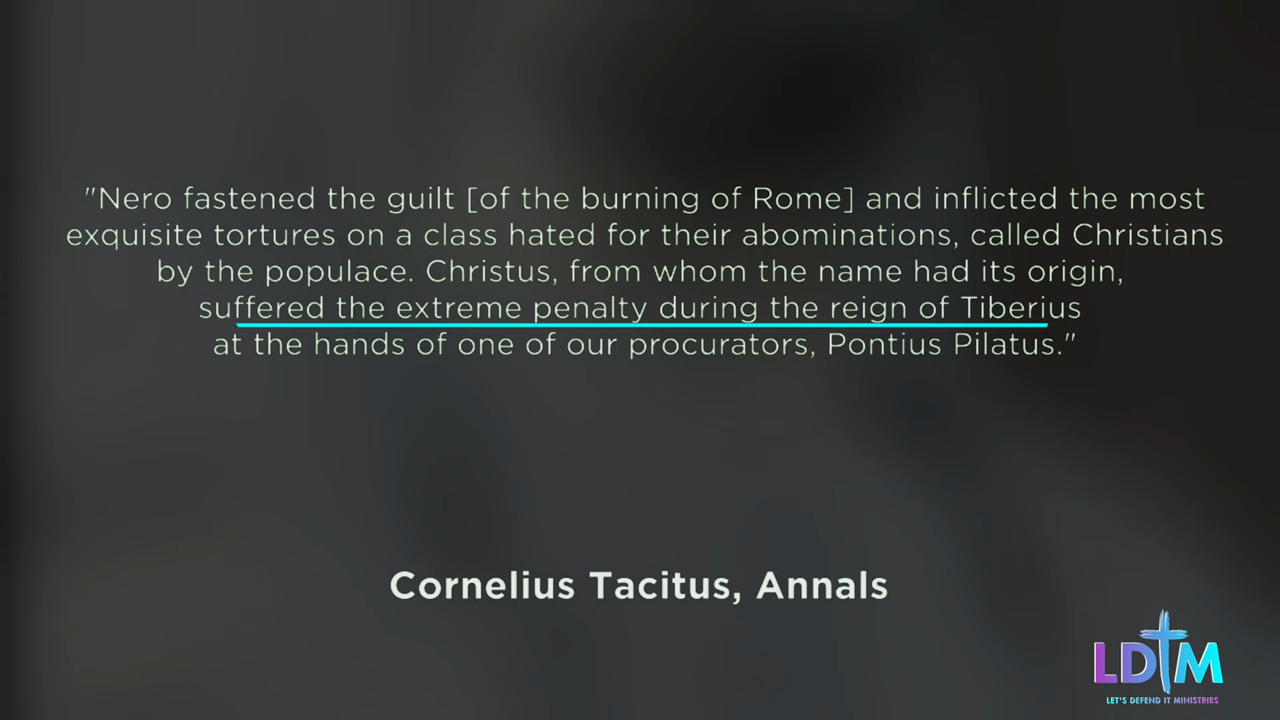 "Nero fastened the guilt [of the burning of Rome] and inflicted the most
exquisite tortures on a class hated for their abominations, called Christians
by the populace. Christus, from whom the name had its origin,
suffered the extreme penalty during the reign of Tiberius
at the hands of one of our procurators, Pontius Pilatus."
Cornelius Tacitus, Annals
LDTM
LET'S DEFEND IT MINISTRIES